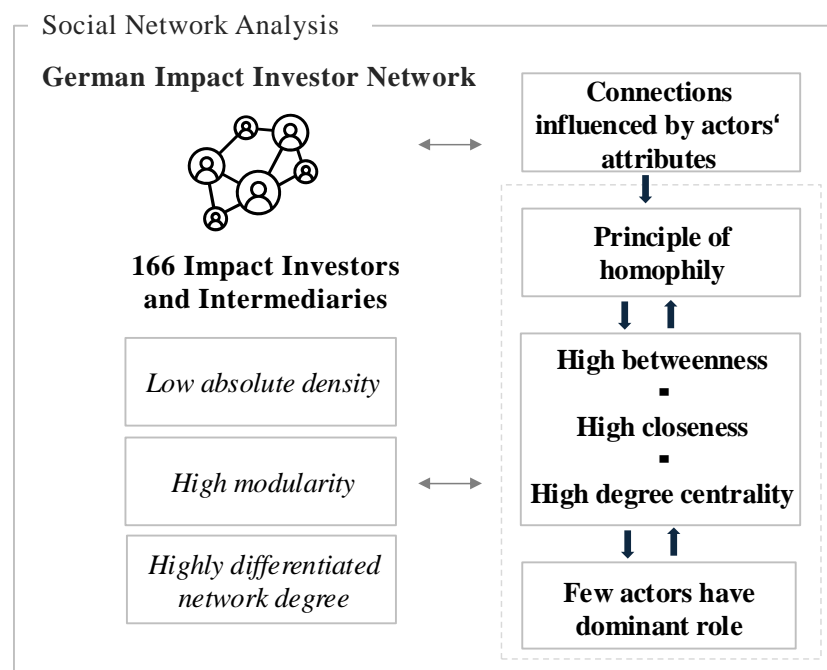 Social Network Analysis
German Impact Investor Network
166 Impact Investors
and Intermediaries
Low absolute density
High modularity
Highly differentiated
network degree
Connections
influenced by actors‘
attributes
Principle of
homophily
High betweenness
High closeness
High degree centrality
Few actors have
dominant role